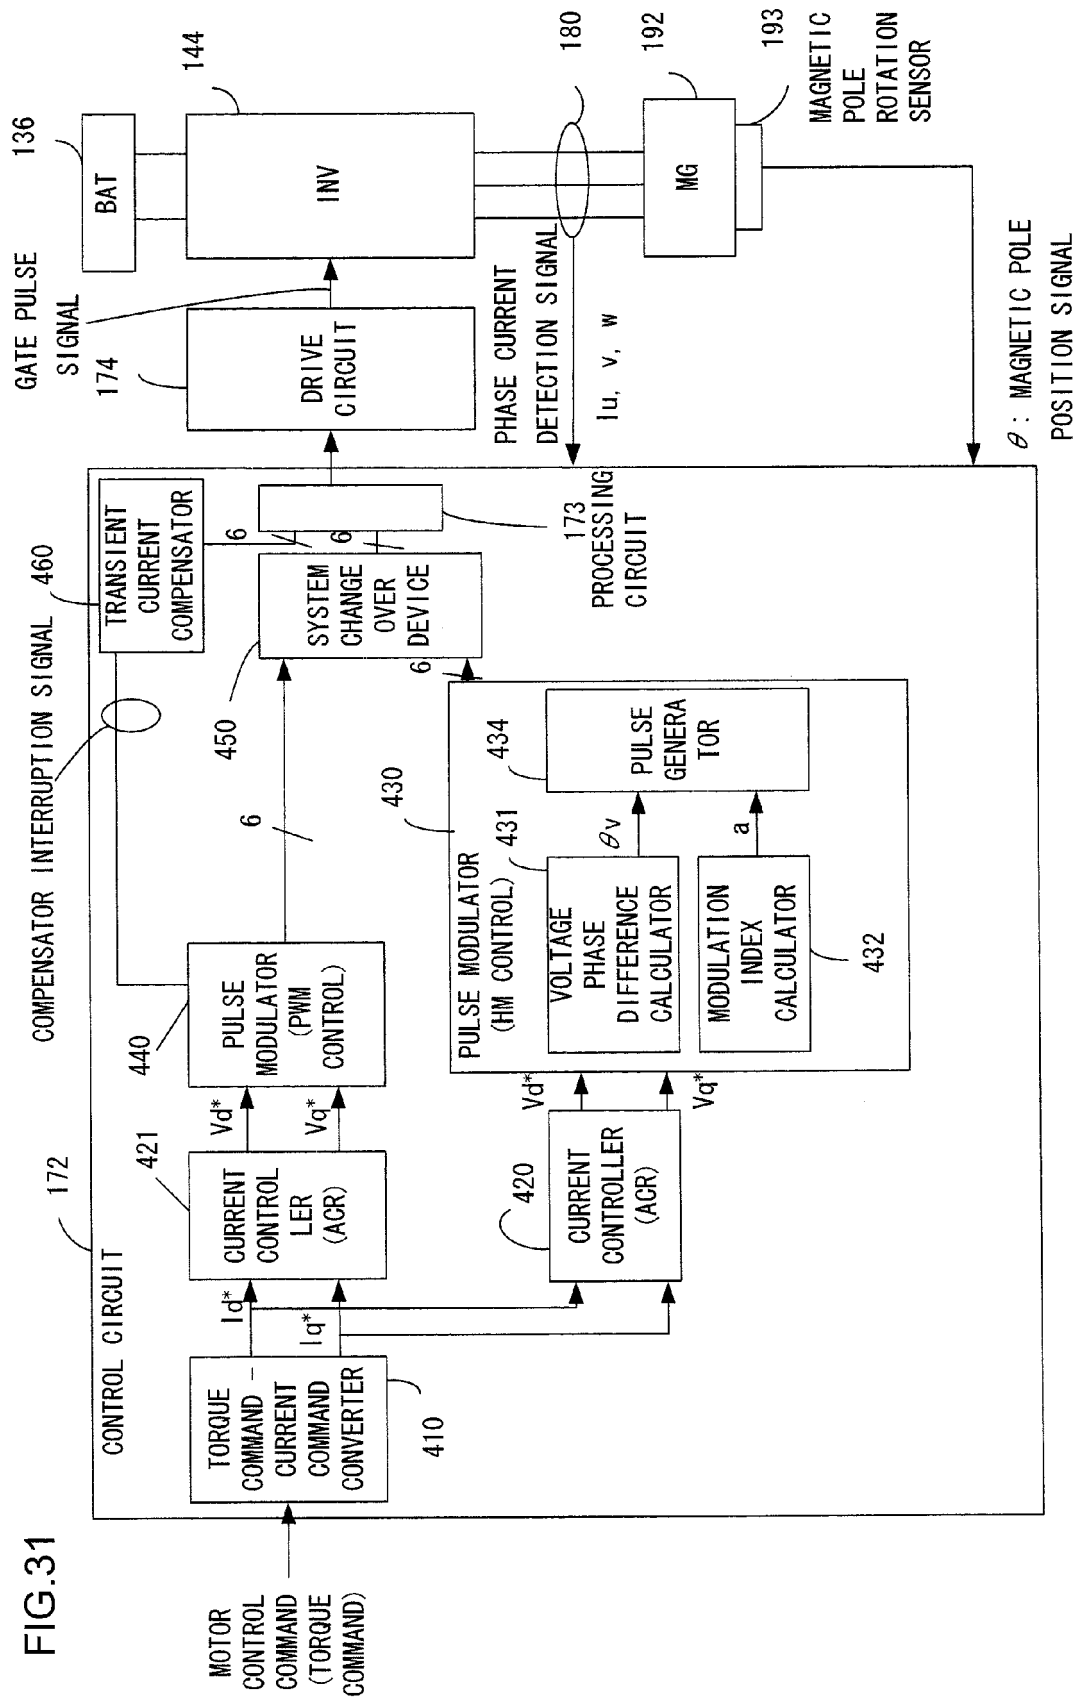 FIG.31
MOTOR
CONTROL
COMMAND
(TORQUE
COMMAND)
CONTROL CIRCUIT
172
TORQUE
COMMAND –
CURRENT
COMMAND
CONVERTER
410
Id*
Iq*
421
CURRENT
CONTROL
LER
(ACR)
Vd*
Vq*
420
CURRENT
CONTROLLER
(ACR)
Vd*
Vq*
440
PULSE
MODULATOR
(PWM
CONTROL)
COMPENSATOR INTERRUPTION SIGNAL
6
430
PULSE MODULATOR
(HM CONTROL)
431
VOLTAGE
PHASE
DIFFERENCE
CALCULATOR
θv
MODULATION
INDEX
CALCULATOR
432
a
434
PULSE
GENERA
TOR
6
450
SYSTEM
CHANGE
OVER
DEVICE
460
TRANSIENT
CURRENT
COMPENSATOR
6
6
173
PROCESSING
CIRCUIT
GATE PULSE
SIGNAL
174
DRIVE
CIRCUIT
PHASE CURRENT
DETECTION SIGNAL
Iu, v, w
136
BAT
144
INV
180
192
MG
193
MAGNETIC
POLE
ROTATION
SENSOR
θ: MAGNETIC POLE
POSITION SIGNAL